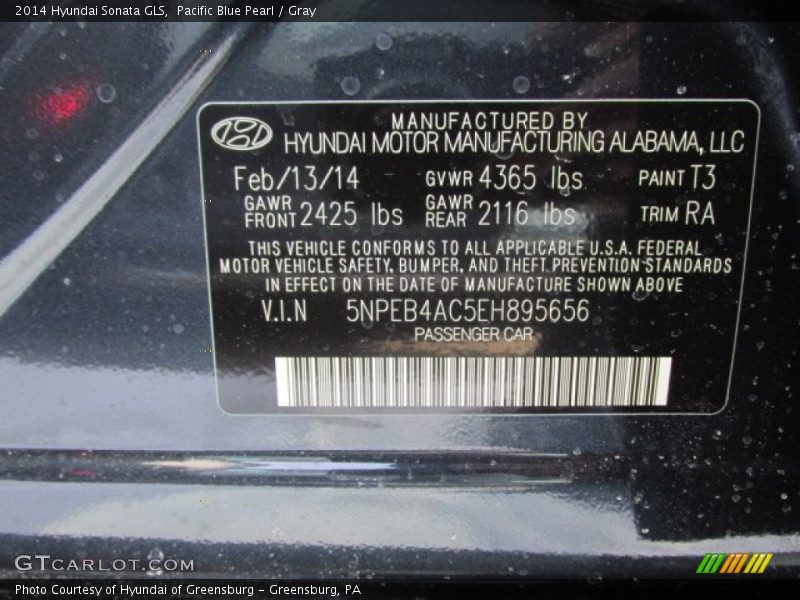 2014 Hyundai Sonata GLS, Pacific Blue Pearl / Gray
MANUFACTURED BY
HYUNDAI MOTOR MANUFACTURING ALABAMA, LLC
Feb/13/14 GVWR 4365 lbs PAINT T3
GAWR FRONT 2425 lbs GAWR REAR 2116 lbs TRIM RA
THIS VEHICLE CONFORMS TO ALL APPLICABLE U.S.A. FEDERAL
MOTOR VEHICLE SAFETY, BUMPER, AND THEFT PREVENTION STANDARDS
IN EFFECT ON THE DATE OF MANUFACTURE SHOWN ABOVE
V.I.N 5NPEB4AC5EH895656
PASSENGER CAR
GTCARLOT.COM
Photo Courtesy of Hyundai of Greensburg - Greensburg, PA